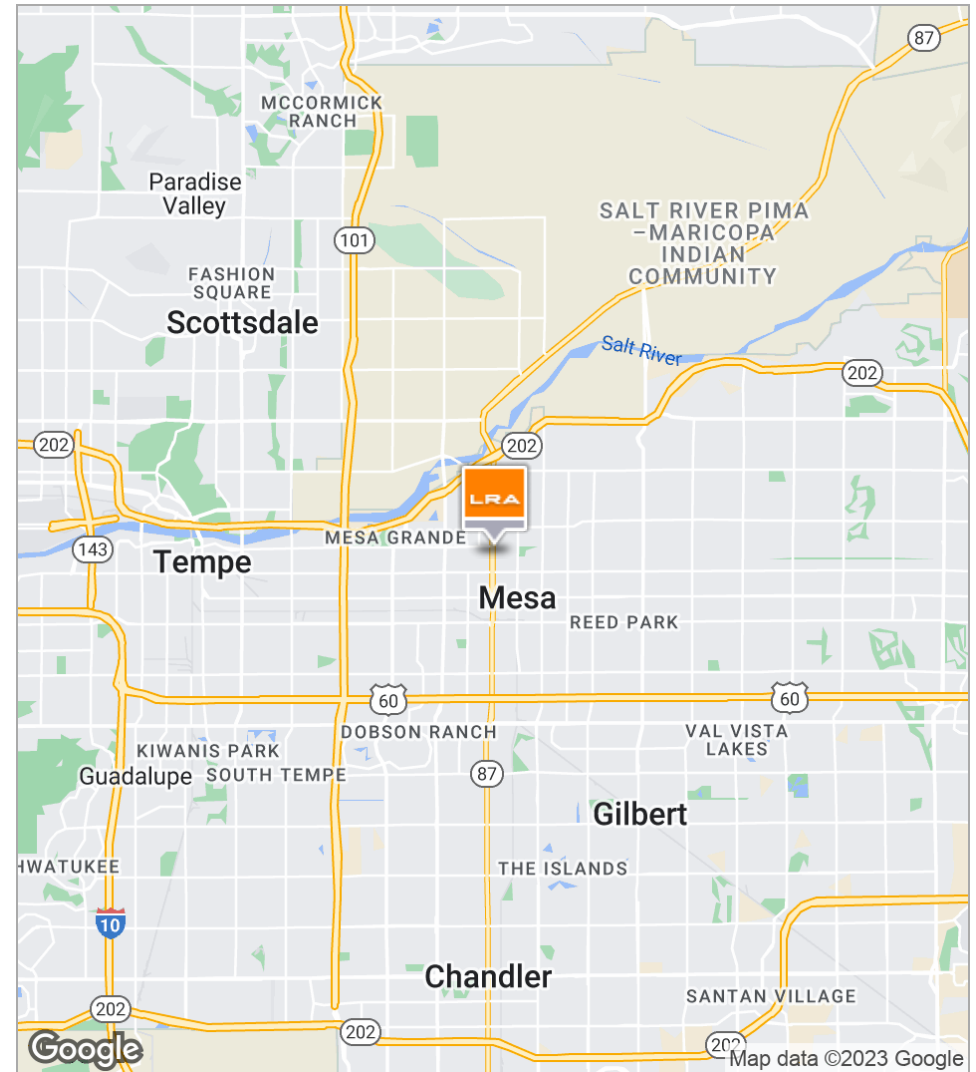 87
MCCORMICK
RANCH
Paradise
Valley
SALT RIVER PIMA
–MARICOPA
INDIAN
COMMUNITY
101
FASHION
SQUARE
Scottsdale
Salt River
202
202
202
LRA
MESA GRANDE
143
Tempe
Mesa
REED PARK
60
60
DOBSON RANCH
VAL VISTA
LAKES
KIWANIS PARK
Guadalupe
SOUTH TEMPE
87
Gilbert
HWATUKEE
THE ISLANDS
10
Chandler
SANTAN VILLAGE
202
202
202
Google
Map data ©2023 Google